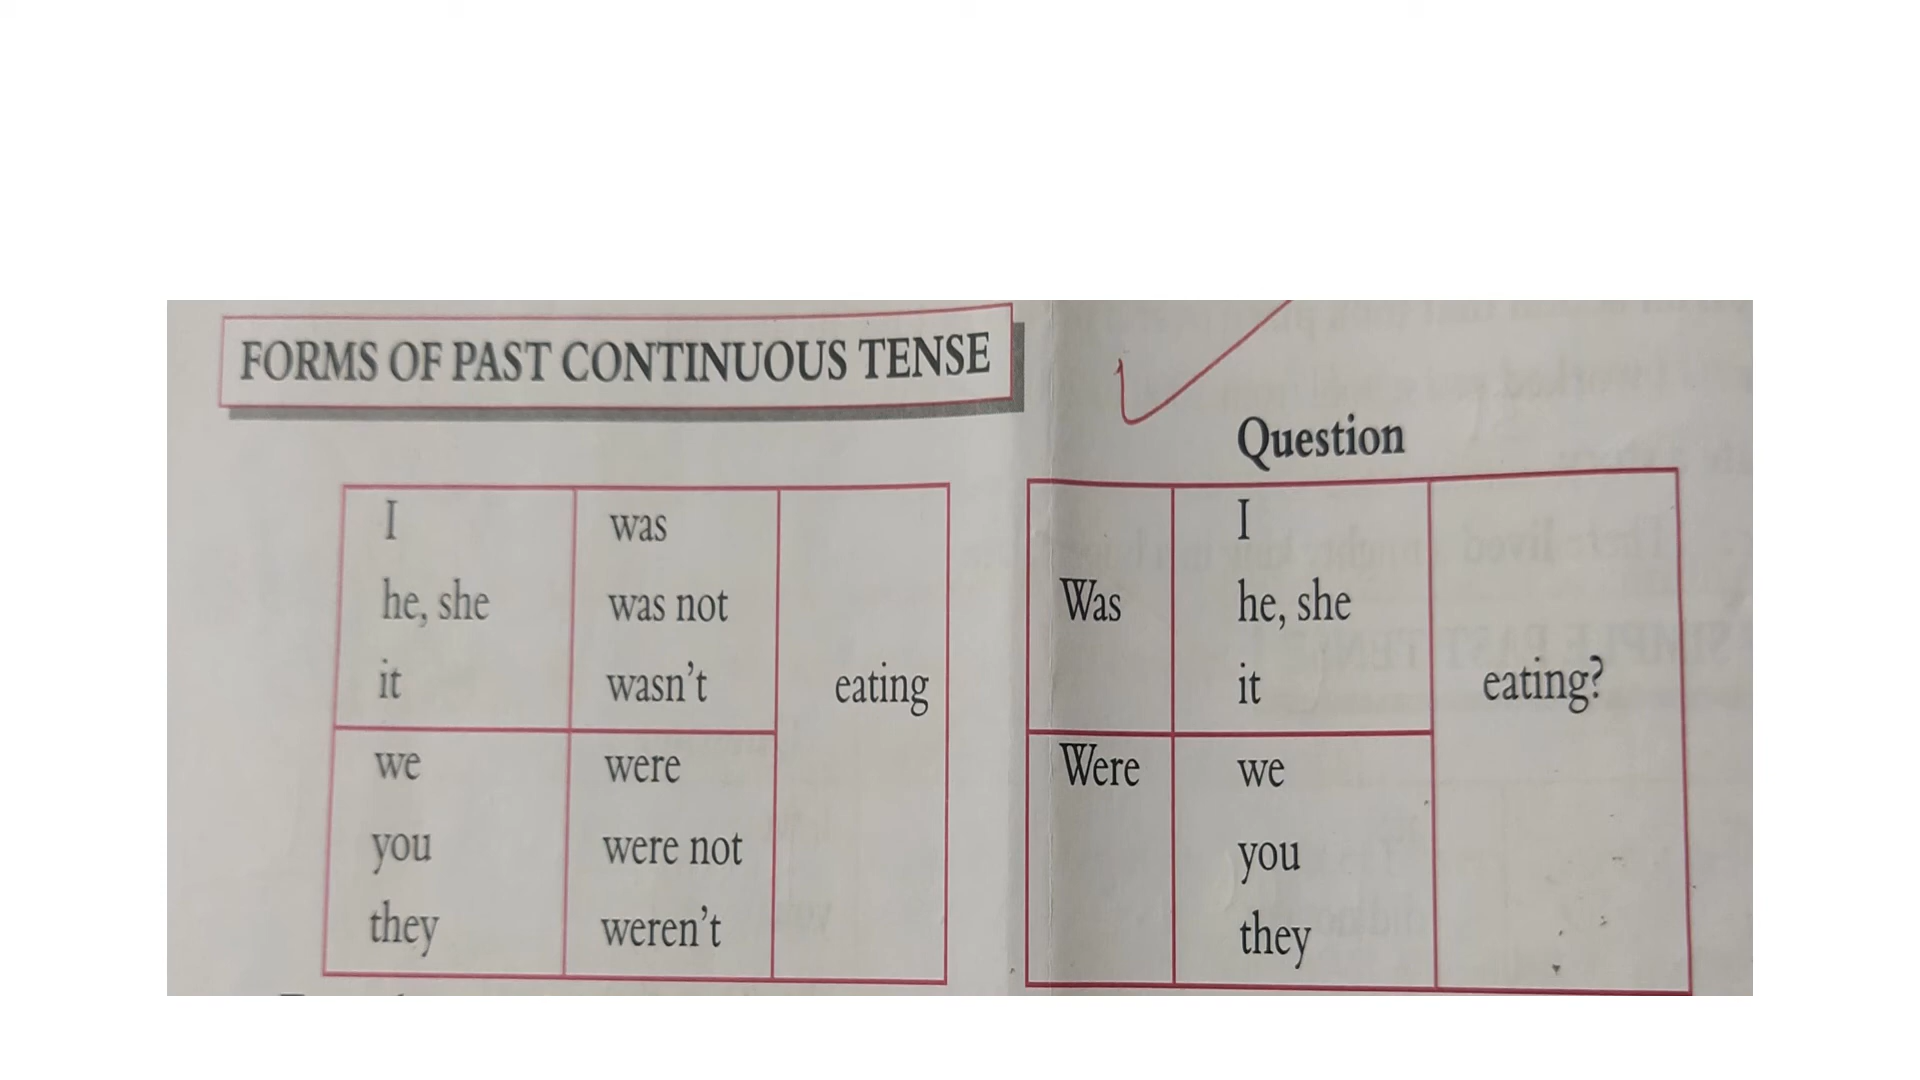 FORMS OF PAST CONTINUOUS TENSE
I was
he, she was not
it wasn't eating
we were
you were not
they weren't
Question
I
Was he, she
it eating?
Were we
you
they